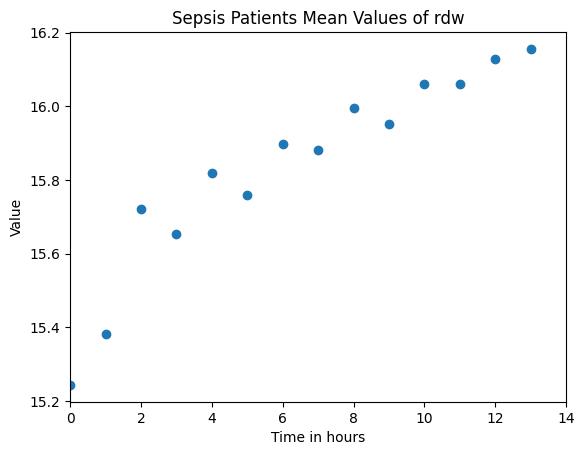 Sepsis Patients Mean Values of rdw
16.2
16.0
15.8
15.6
15.4
15.2
Value
0 2 4 6 8 10 12 14
Time in hours